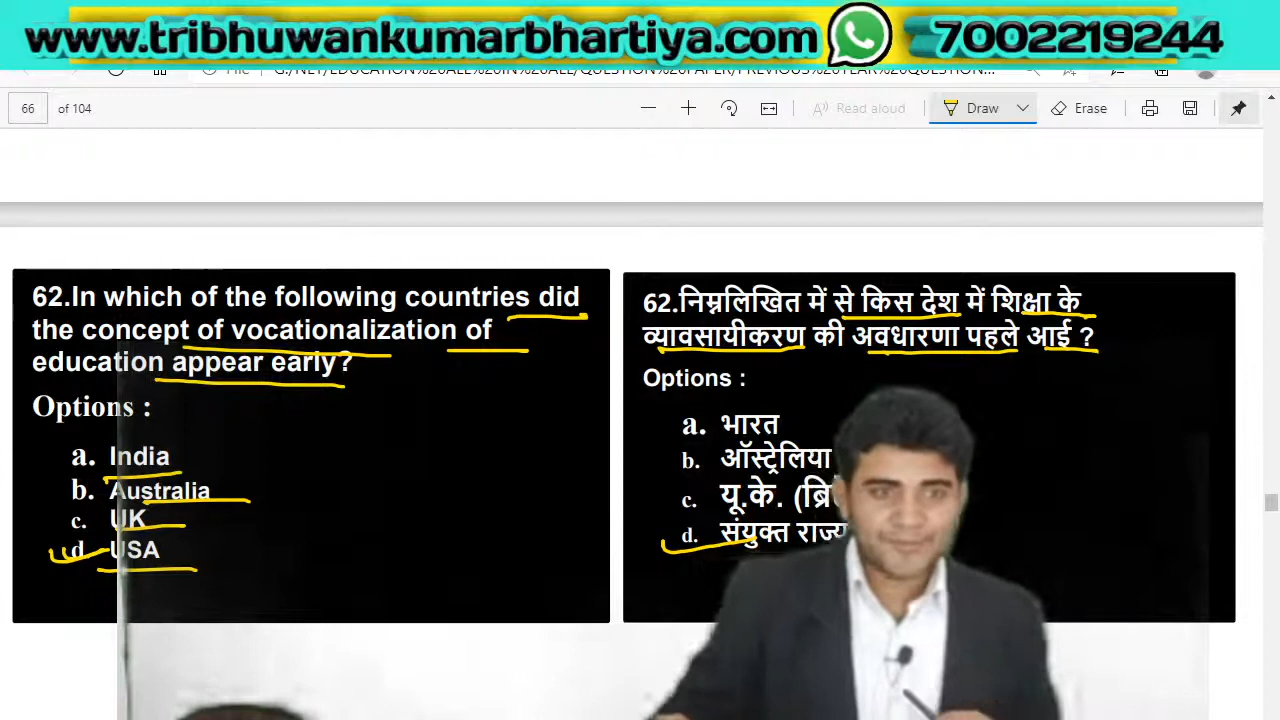 www.tribhuwankumarbhartiya.com 7002219244
66 of 104
Read aloud Draw Erase
62.In which of the following countries did
the concept of vocationalization of
education appear early?
Options :
a. India
b. Australia
c. UK
d. USA
62.निम्नलिखित में से किस देश में शिक्षा के
व्यावसायीकरण की अवधारणा पहले आई ?
Options :
a. भारत
b. ऑस्ट्रेलिया
c. यू.के.
d. संयुक्त राज्य